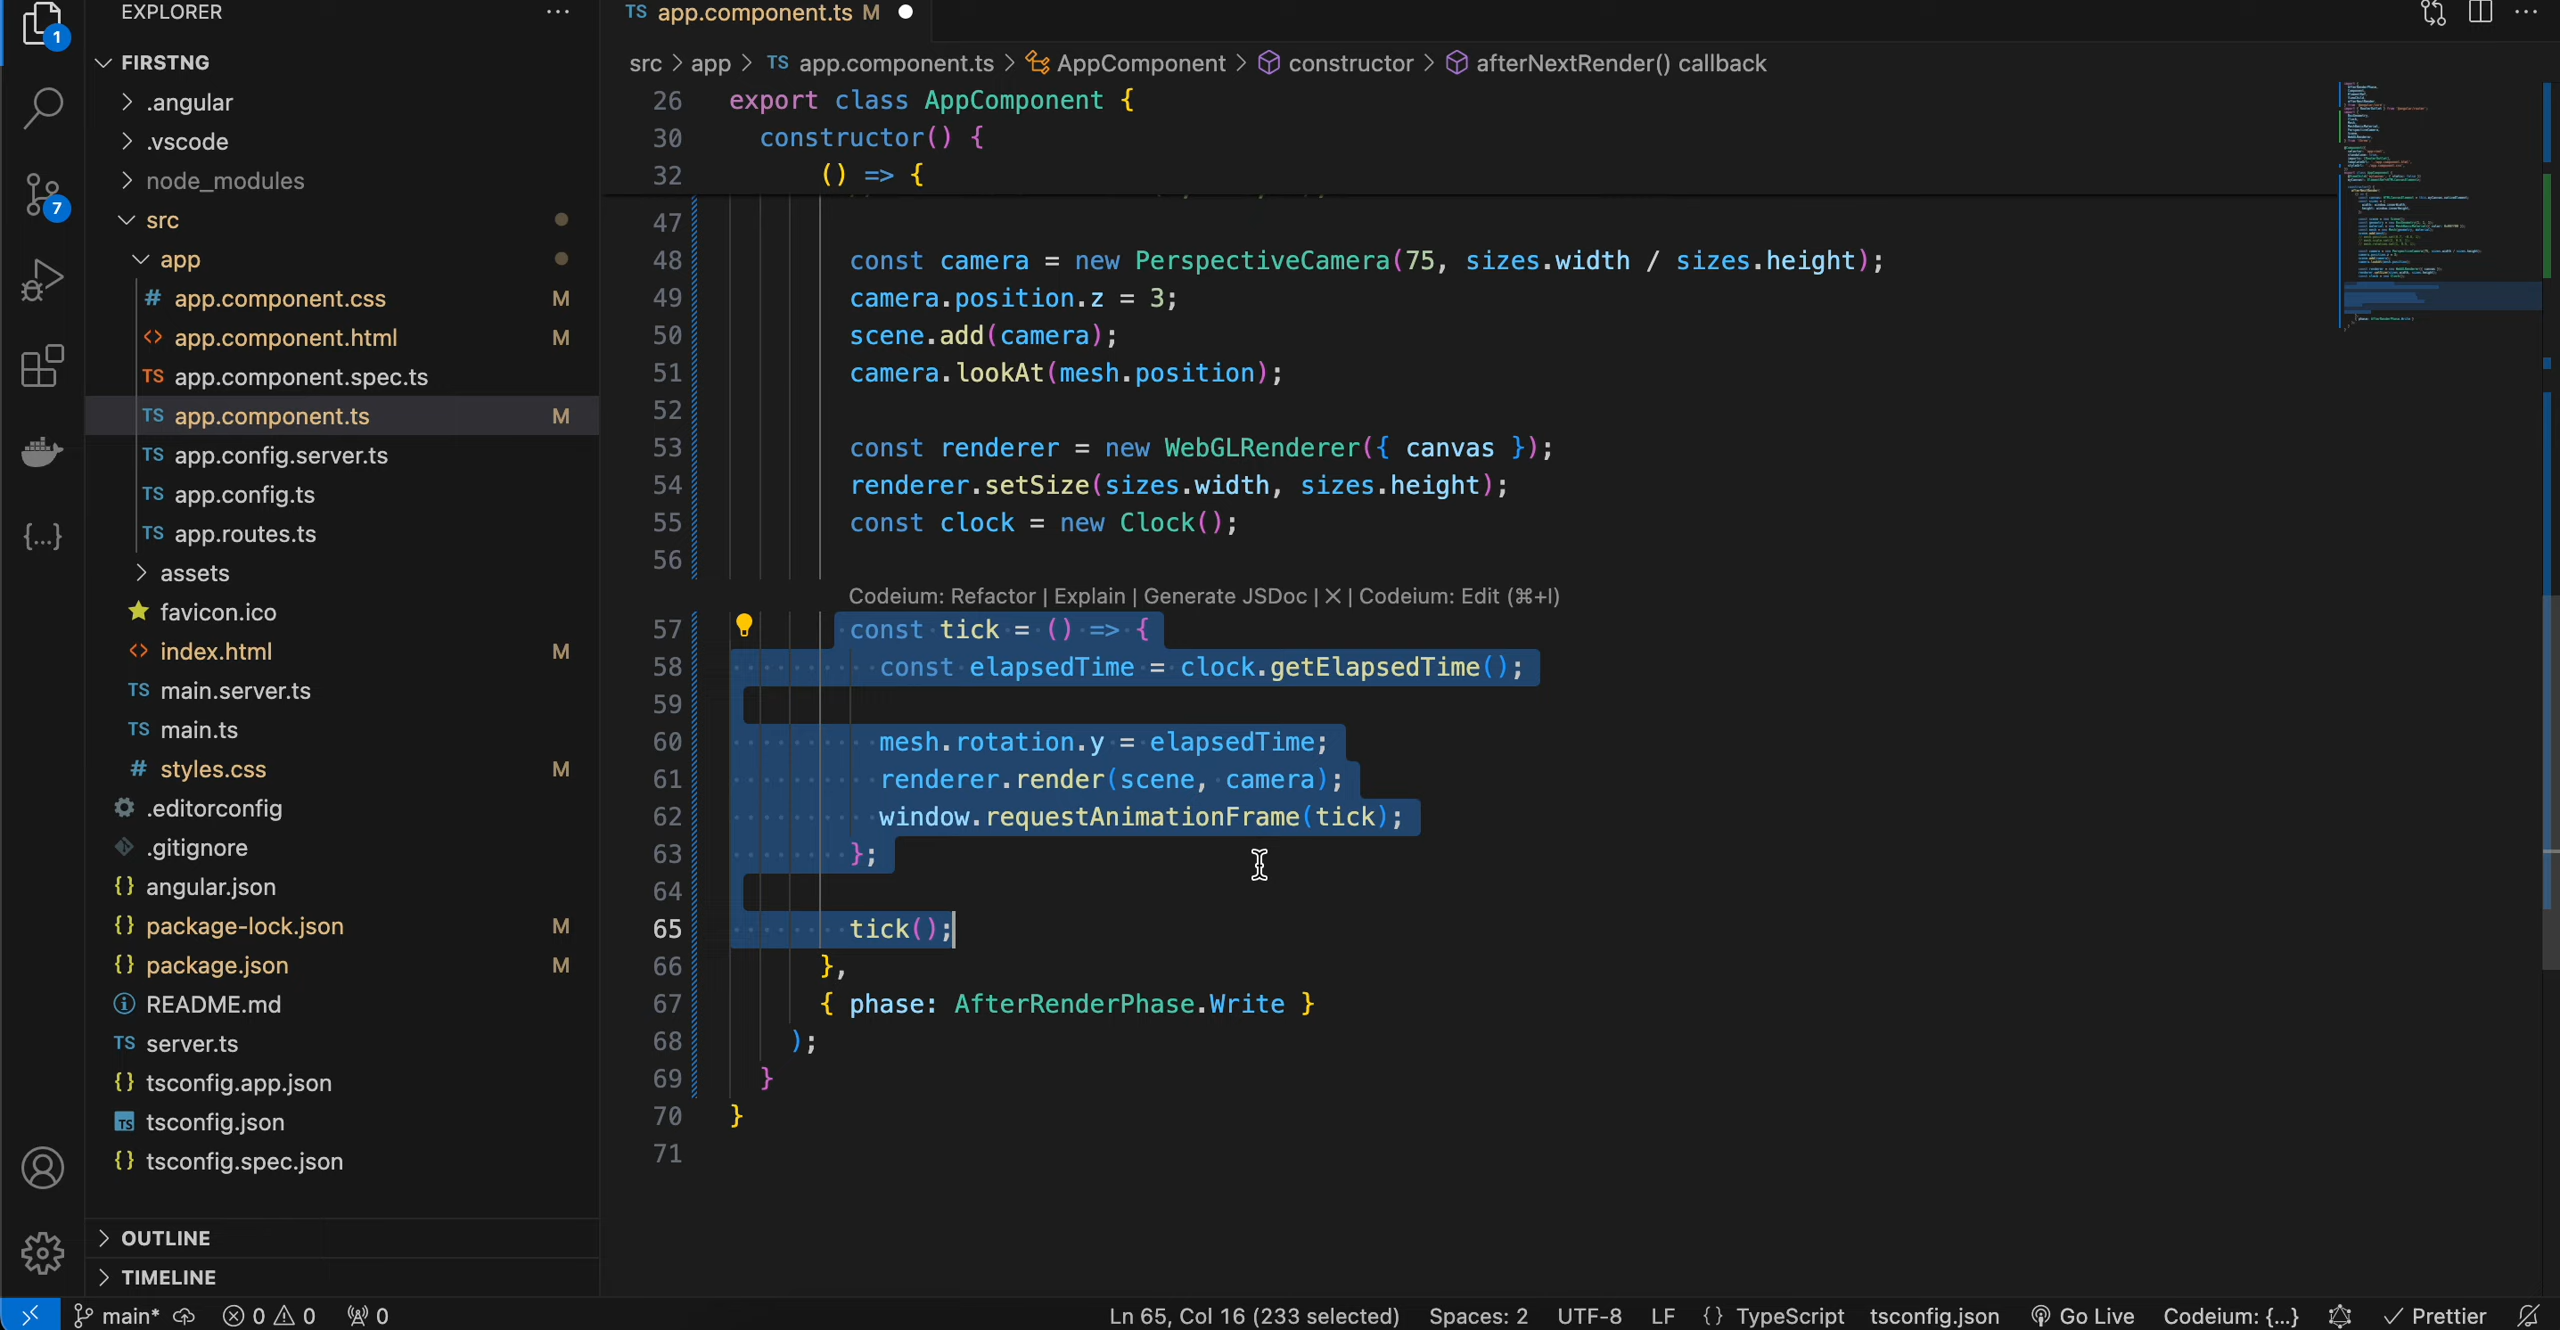 EXPLORER
1
FIRSTNG
.angular
.vscode
node_modules
src
app
# app.component.css M
<> app.component.html M
TS app.component.spec.ts
TS app.component.ts M
TS app.config.server.ts
TS app.config.ts
TS app.routes.ts
assets
favicon.ico
<> index.html M
TS main.server.ts
TS main.ts
# styles.css M
.editorconfig
.gitignore
{} angular.json
{} package-lock.json M
{} package.json M
README.md
TS server.ts
{} tsconfig.app.json
TS tsconfig.json
{} tsconfig.spec.json
OUTLINE
TIMELINE
7
{...}
TS app.component.ts M
src > app > TS app.component.ts > AppComponent > constructor > afterNextRender() callback
26 export class AppComponent {
30 constructor() {
32 () => {
47
48 const camera = new PerspectiveCamera(75, sizes.width / sizes.height);
49 camera.position.z = 3;
50 scene.add(camera);
51 camera.lookAt(mesh.position);
52
53 const renderer = new WebGLRenderer({ canvas });
54 renderer.setSize(sizes.width, sizes.height);
55 const clock = new Clock();
56
Codeium: Refactor | Explain | Generate JSDoc | X | Codeium: Edit (⌘+I)
57 const tick = () => {
58 const elapsedTime = clock.getElapsedTime();
59
60 mesh.rotation.y = elapsedTime;
61 renderer.render(scene, camera);
62 window.requestAnimationFrame(tick);
63 };
64
65 tick();
66 },
67 { phase: AfterRenderPhase.Write }
68 );
69 }
70 }
71
main* 0 0 0 Ln 65, Col 16 (233 selected) Spaces: 2 UTF-8 LF {} TypeScript tsconfig.json Go Live Codeium: {...} Prettier